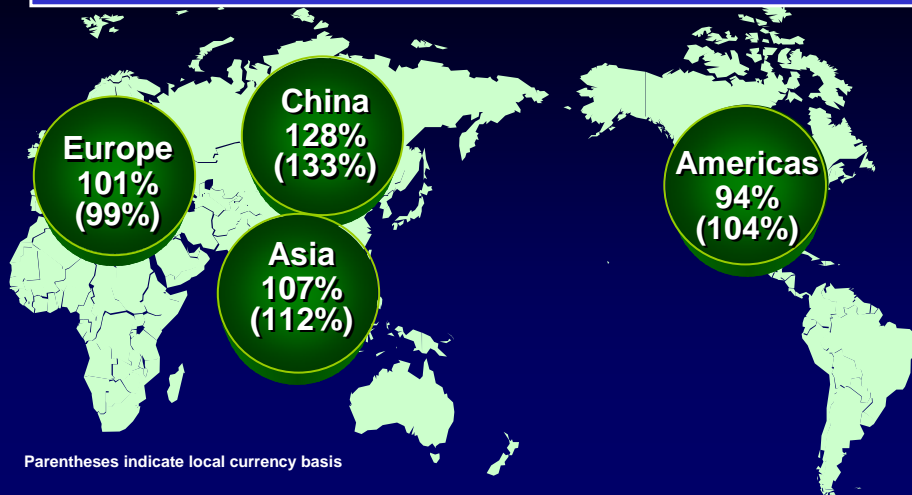 China
128%
(133%)
Europe
101%
(99%)
Americas
94%
(104%)
Asia
107%
(112%)
Parentheses indicate local currency basis